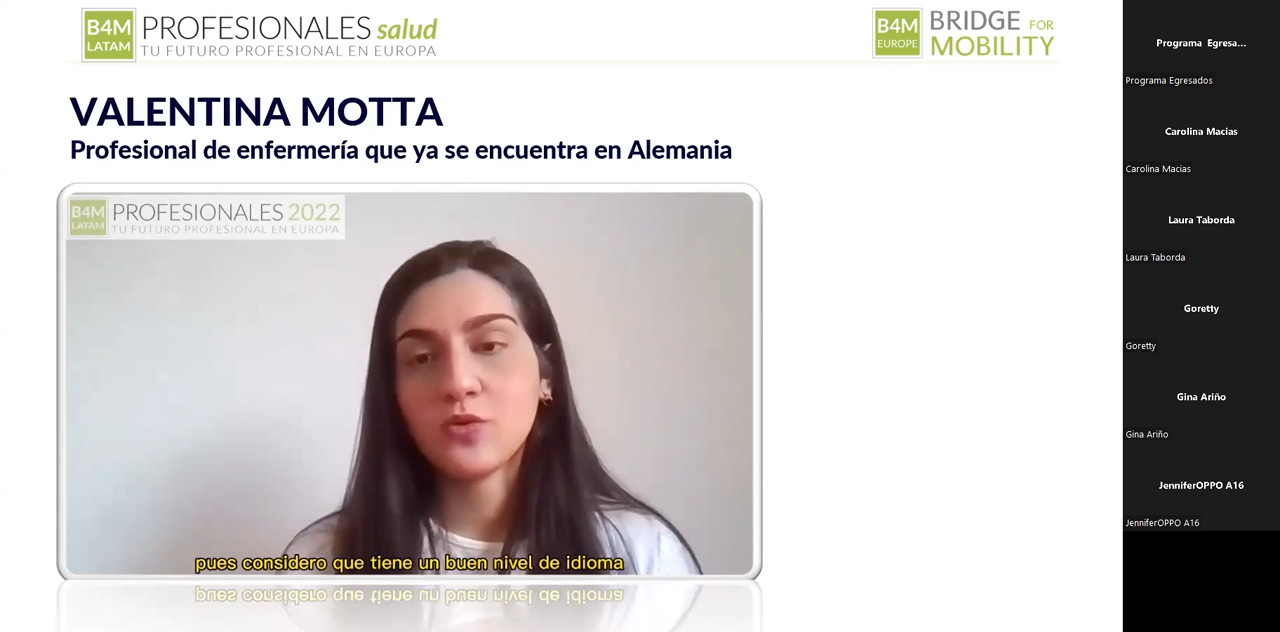 B4M
LATAM
PROFESIONALES salud
TU FUTURO PROFESIONAL EN EUROPA
B4M
EUROPE
BRIDGE FOR
MOBILITY
VALENTINA MOTTA
Profesional de enfermería que ya se encuentra en Alemania
B4M
LATAM
PROFESIONALES 2022
TU FUTURO PROFESIONAL EN EUROPA
pues considero que tiene un buen nivel de idioma
pues considero que tiene un buen nivel de idioma
Programa Egresa...
Programa Egresados
Carolina Macias
Carolina Macias
Laura Taborda
Laura Taborda
Goretty
Goretty
Gina Ariño
Gina Ariño
JenniferOPPO A16
JenniferOPPO A16